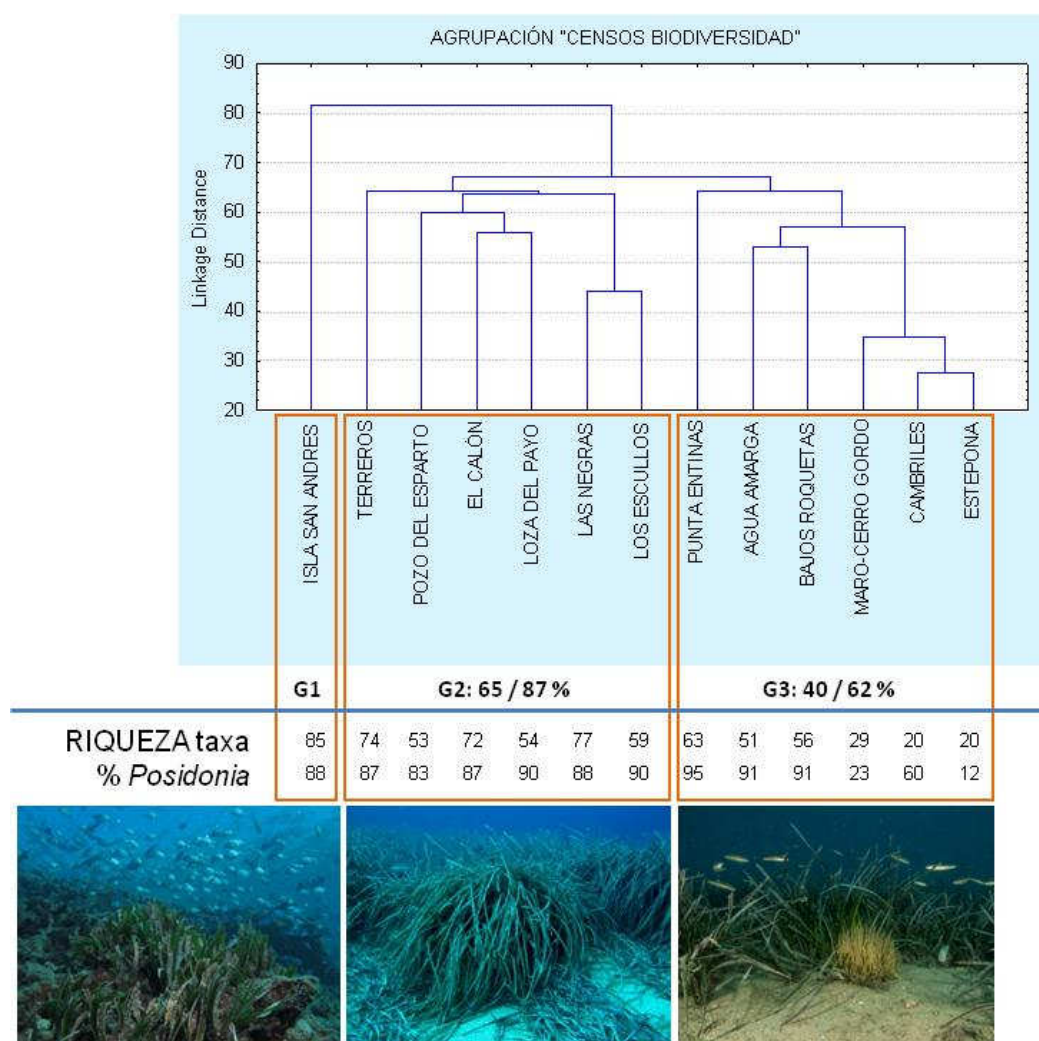 AGRUPACIÓN "CENSOS BIODIVERSIDAD"
90
80
70
60
50
40
30
20
Linkage Distance
ISLA SAN ANDRES
TERREROS
POZO DEL ESPARTO
EL CALÓN
LOZA DEL PAYO
LAS NEGRAS
LOS ESCULLOS
PUNTA ENTINAS
AGUA AMARGA
BAJOS ROQUETAS
MARO-CERRO GORDO
CAMBRILES
ESTEPONA
G1 G2: 65 / 87 % G3: 40 / 62 %
RIQUEZA taxa 85 74 53 72 54 77 59 63 51 56 29 20 20
% Posidonia 88 87 83 87 90 88 90 95 91 91 23 60 12